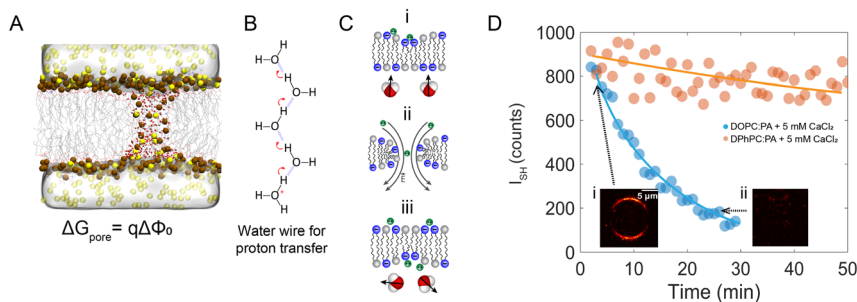 A
ΔG_pore = qΔΦ₀
B
H
H
O
H
H
O
H
H
O
H
H
O
H
H
O
H
+
Water wire for
proton transfer
C
i
ii
E
iii
D
I_SH (counts)
1000
800
600
400
200
0
DOPC:PA + 5 mM CaCl₂
DPhPC:PA + 5 mM CaCl₂
i
5 µm
ii
0 10 20 30 40 50
Time (min)